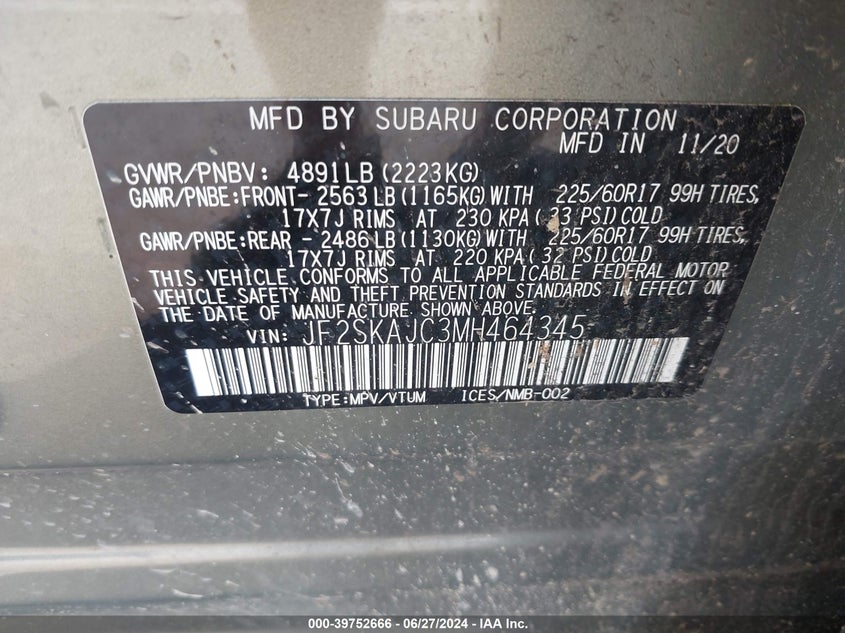 MFD BY SUBARU CORPORATION
MFD IN 11/20
GVWR/PNBV: 4891LB (2223KG)
GAWR/PNBE:FRONT- 2563LB (1165KG) WITH 225/60R17 99H TIRES,
17X7J RIMS AT 230 KPA (33 PSI) COLD
GAWR/PNBE:REAR - 2486LB (1130KG) WITH 225/60R17 99H TIRES,
17X7J RIMS AT 220 KPA (32 PSI) COLD
THIS VEHICLE CONFORMS TO ALL APPLICABLE FEDERAL MOTOR
VEHICLE SAFETY AND THEFT PREVENTION STANDARDS IN EFFECT ON
THE DATE OF MANUFACTURE SHOWN ABOVE.
VIN: JF2SKAJC3MH464345
TYPE:MPV/VTUM ICES/NMB-002
000-39752666 - 06/27/2024 - IAA Inc.